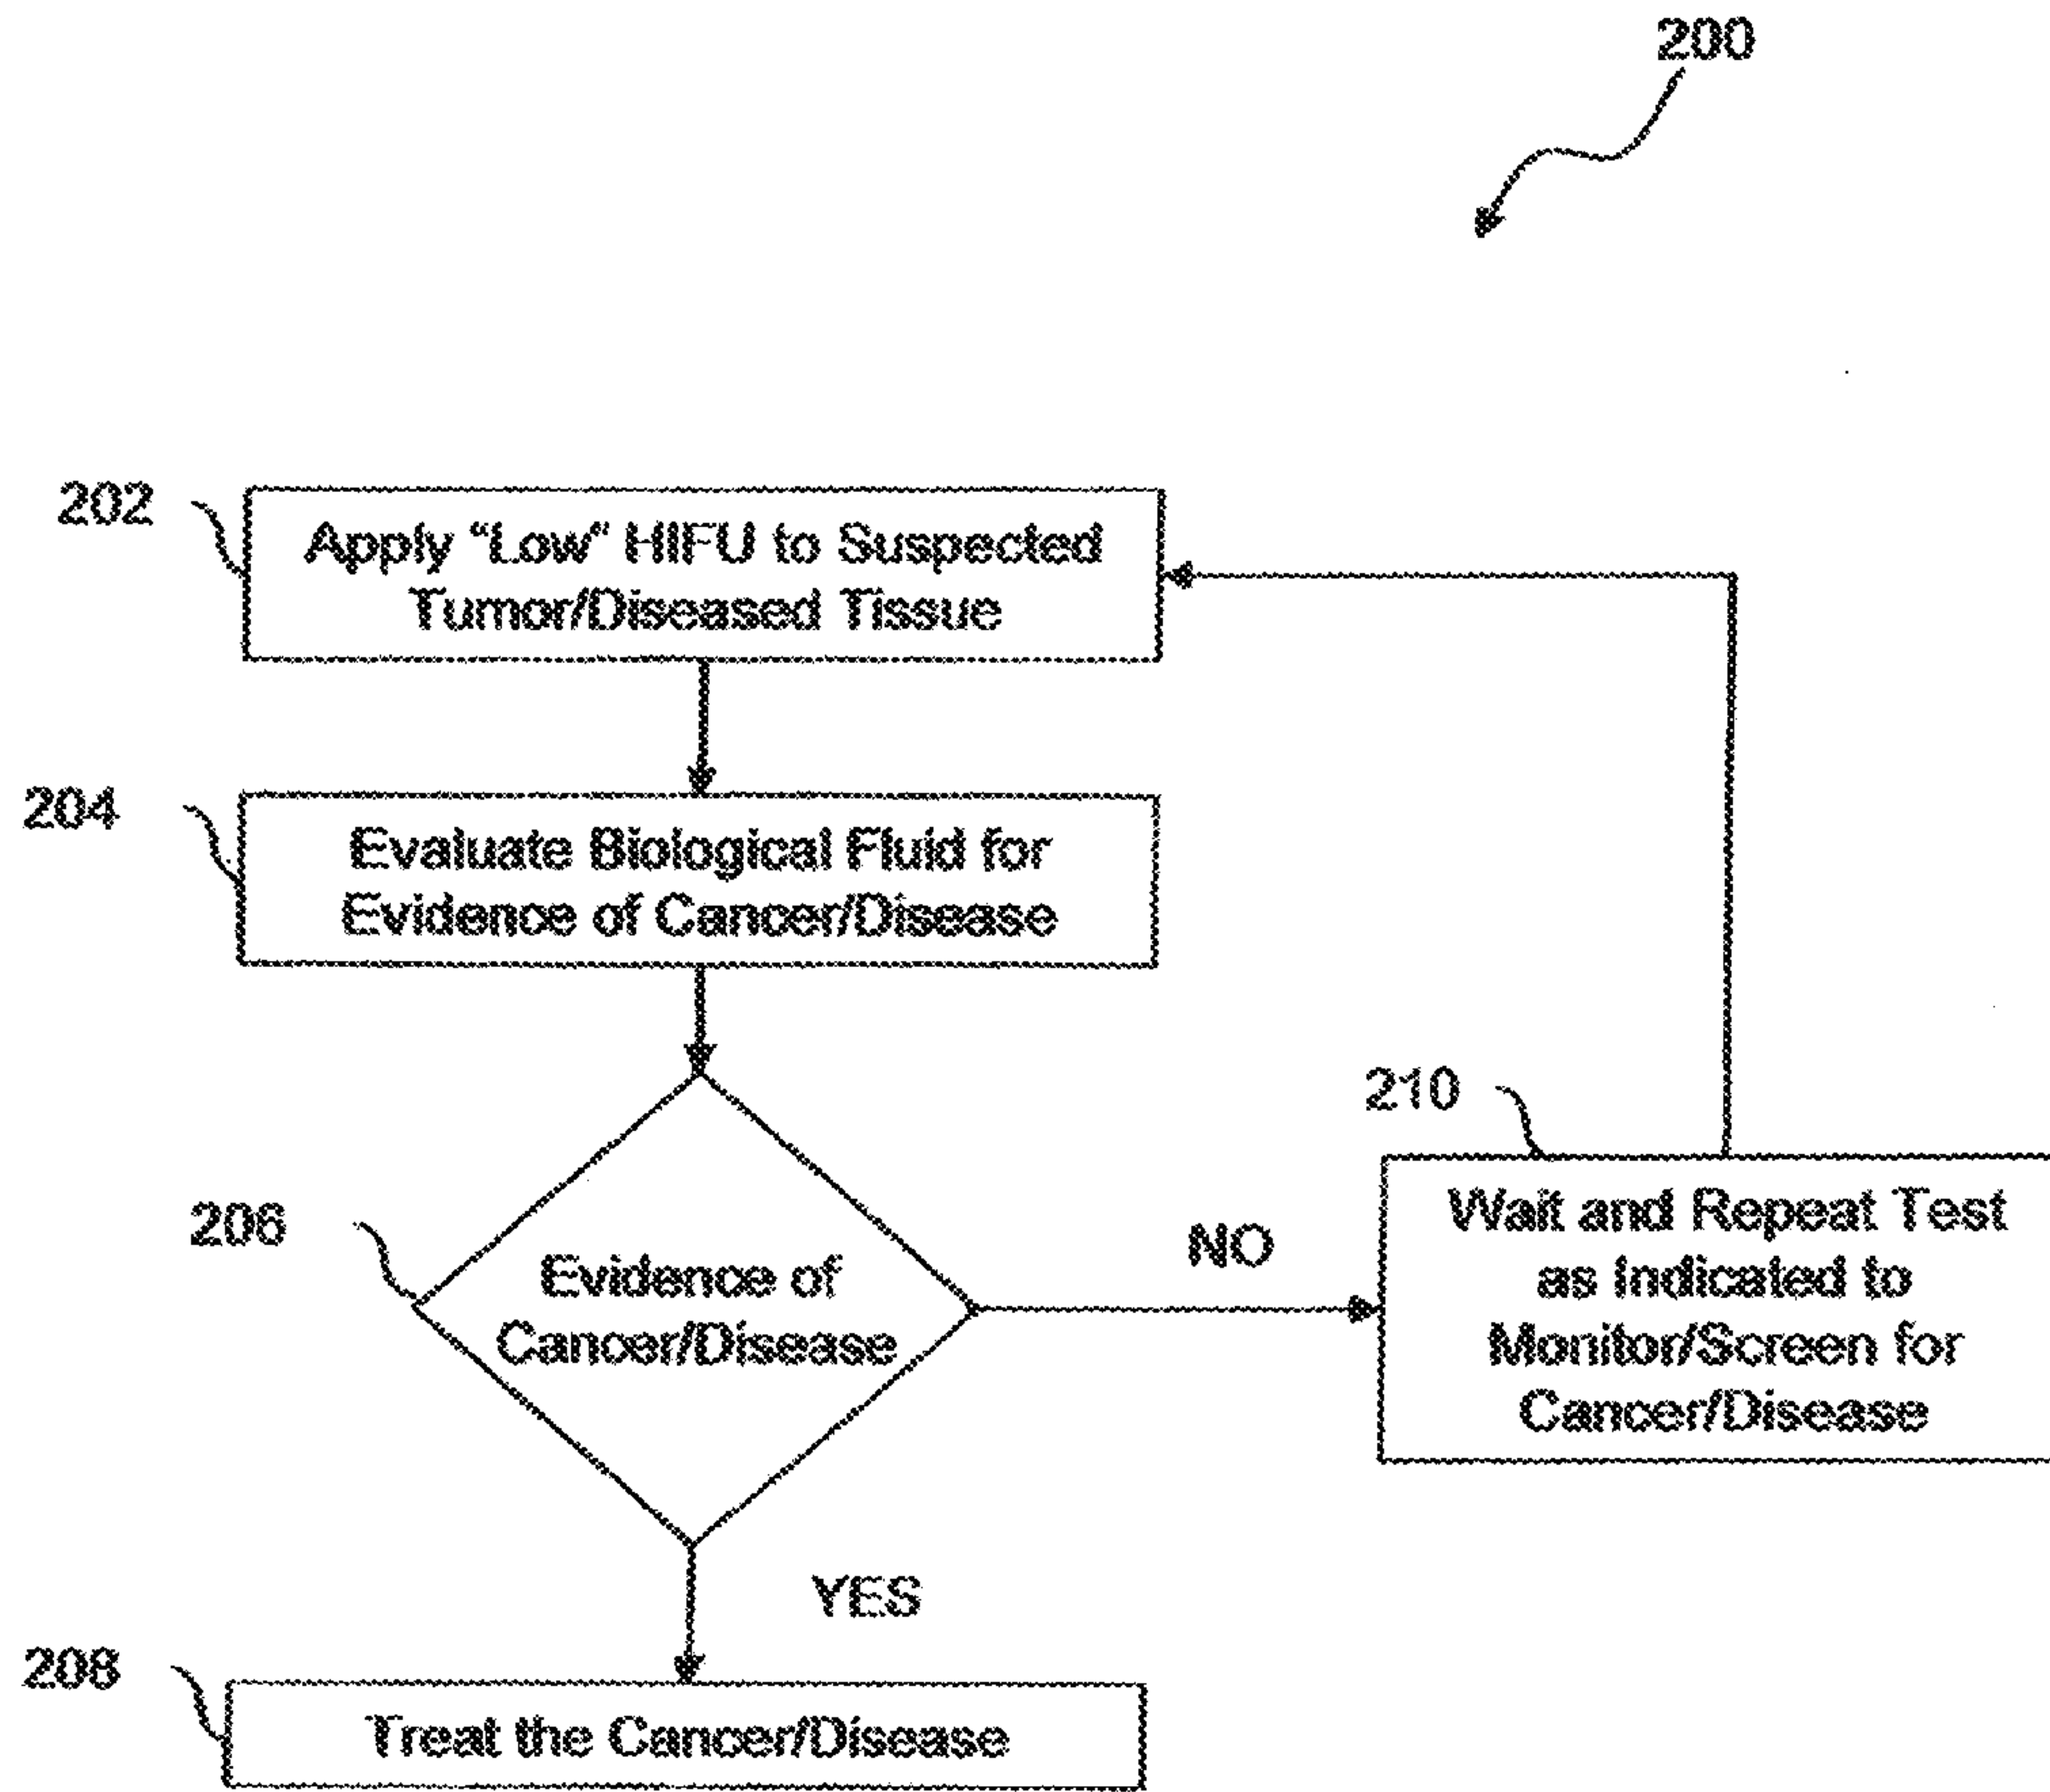 200
202
Apply “Low” HIFU to Suspected
Tumor/Diseased Tissue
204
Evaluate Biological Fluid for
Evidence of Cancer/Disease
206
Evidence of
Cancer/Disease
NO
210
Wait and Repeat Test
as Indicated to
Monitor/Screen for
Cancer/Disease
YES
208
Treat the Cancer/Disease